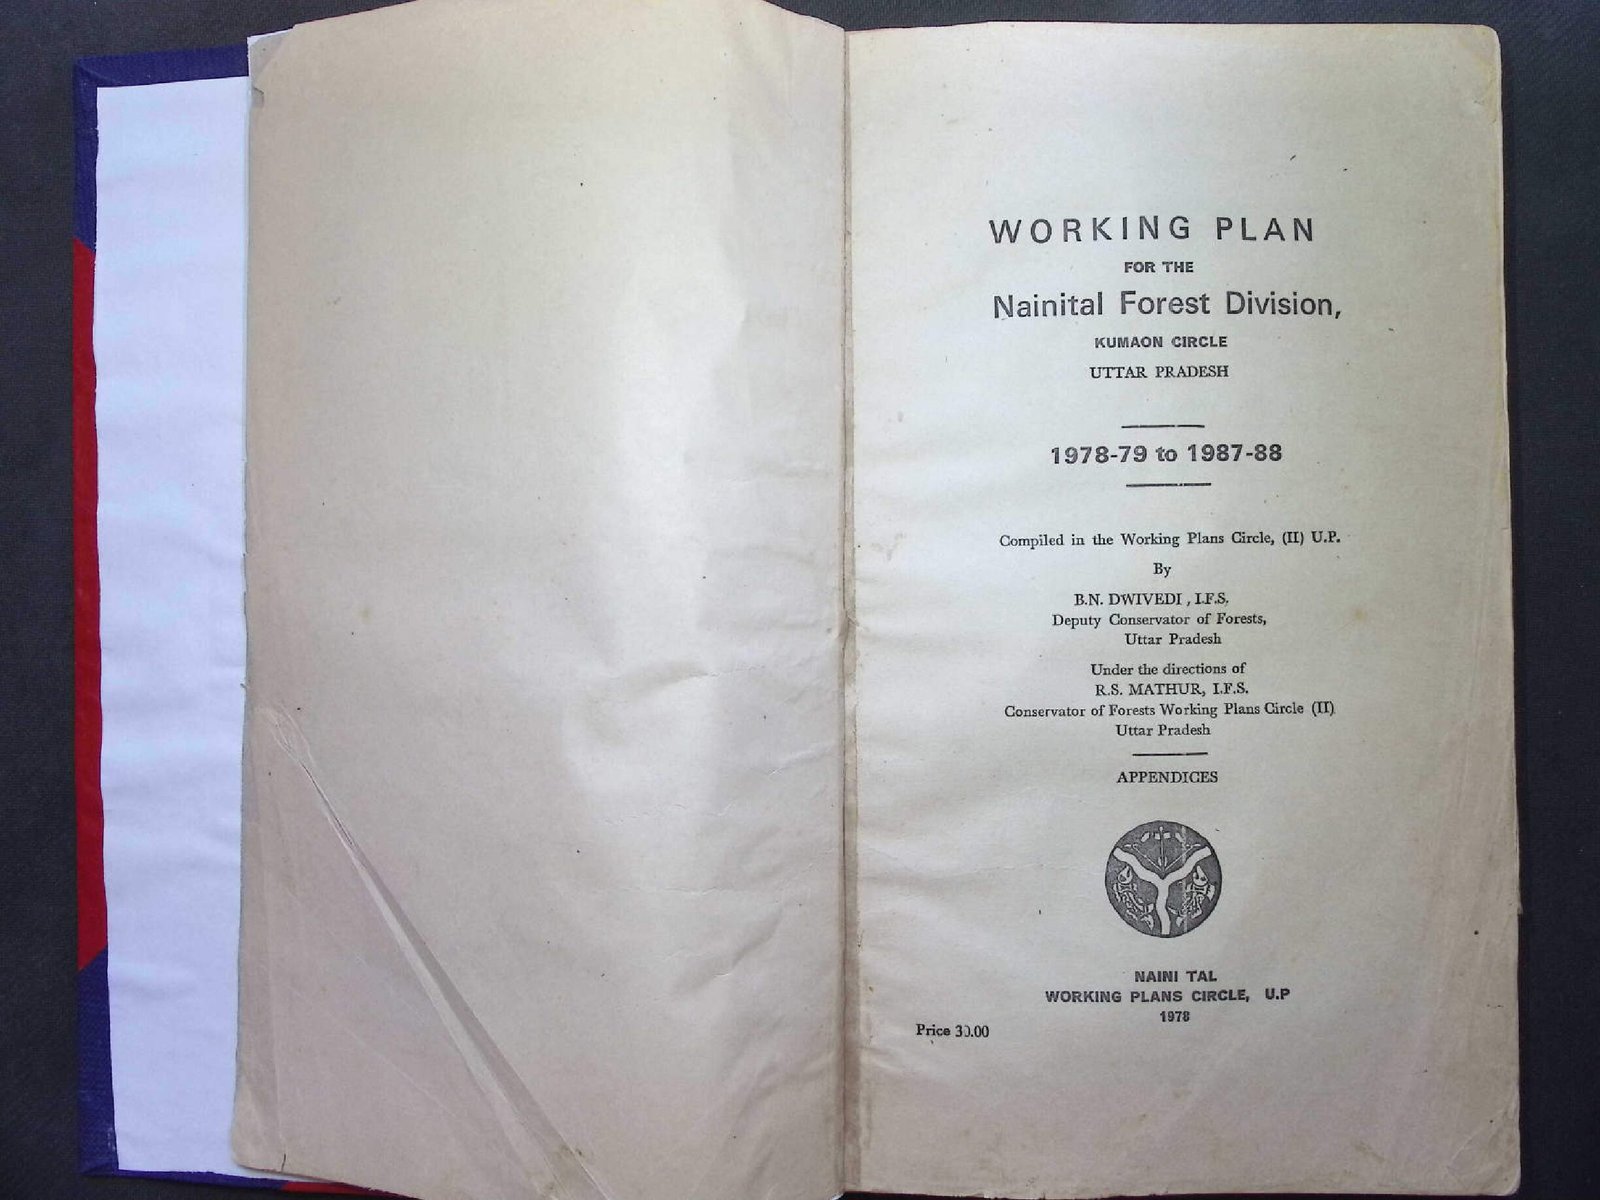 WORKING PLAN
FOR THE
Nainital Forest Division,
KUMAON CIRCLE
UTTAR PRADESH
1978-79 to 1987-88
Compiled in the Working Plans Circle, (II) U.P.
By
B.N. DWIVEDI , I.F.S.
Deputy Conservator of Forests,
Uttar Pradesh
Under the directions of
R.S. MATHUR, I.F.S.
Conservator of Forests Working Plans Circle (II)
Uttar Pradesh
APPENDICES
NAINI TAL
WORKING PLANS CIRCLE, U.P
1978
Price 30.00